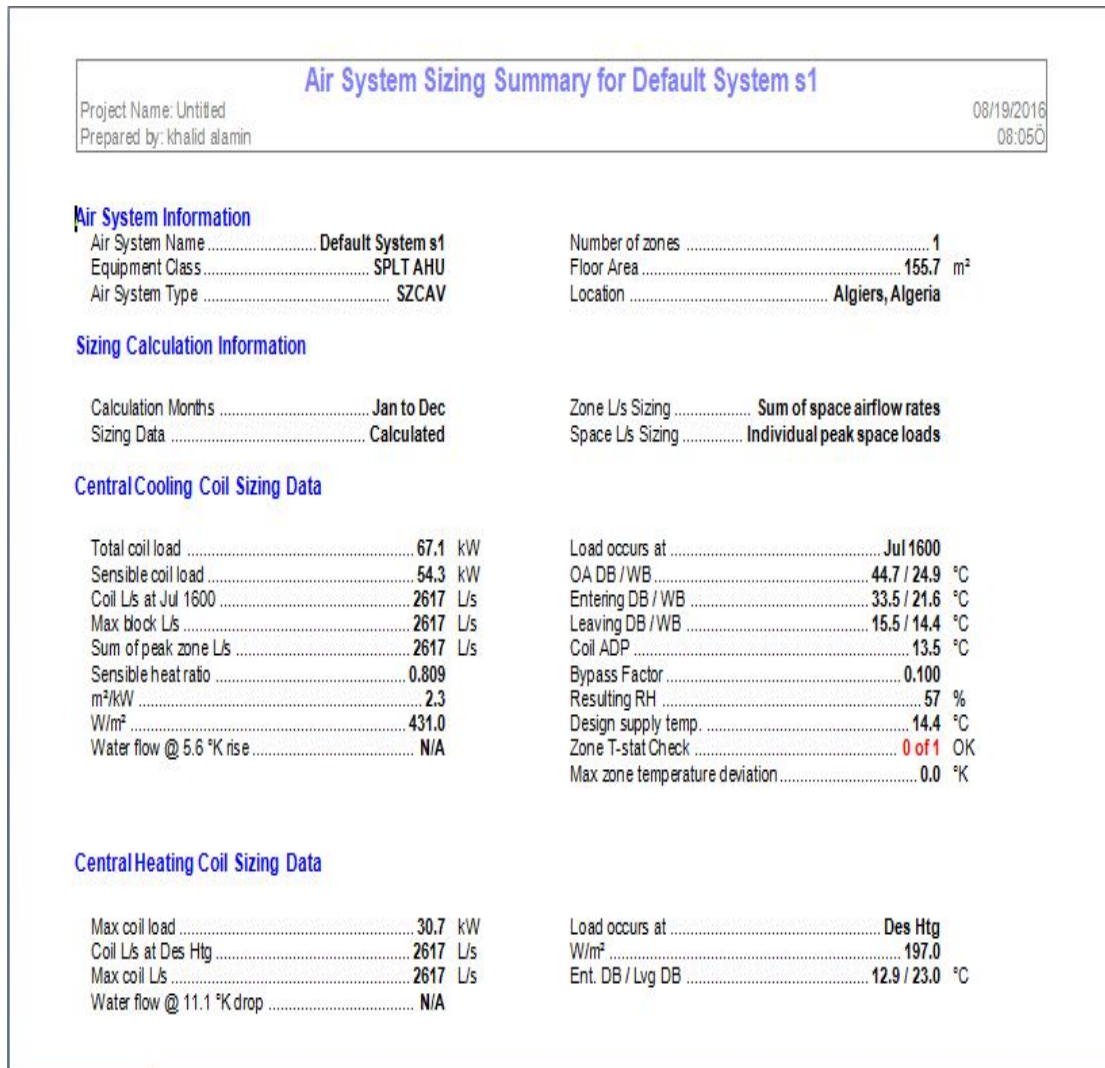 Air System Sizing Summary for Default System s1
Project Name: Untitled 08/19/2016
Prepared by: khalid alamin 08:05Ö
Air System Information
Air System Name Default System s1 Number of zones 1
Equipment Class SPLT AHU Floor Area 155.7 m²
Air System Type SZCAV Location Algiers, Algeria
Sizing Calculation Information
Calculation Months Jan to Dec Zone L/s Sizing Sum of space airflow rates
Sizing Data Calculated Space L/s Sizing Individual peak space loads
Central Cooling Coil Sizing Data
Total coil load 67.1 kW Load occurs at Jul 1600
Sensible coil load 54.3 kW OA DB / WB 44.7 / 24.9 °C
Coil L/s at Jul 1600 2617 L/s Entering DB / WB 33.5 / 21.6 °C
Max block L/s 2617 L/s Leaving DB / WB 15.5 / 14.4 °C
Sum of peak zone L/s 2617 L/s Coil ADP 13.5 °C
Sensible heat ratio 0.809 Bypass Factor 0.100
m²/kW 2.3 Resulting RH 57 %
W/m² 431.0 Design supply temp. 14.4 °C
Water flow @ 5.6 °K rise N/A Zone T-stat Check 0 of 1 OK
Max zone temperature deviation 0.0 °K
Central Heating Coil Sizing Data
Max coil load 30.7 kW Load occurs at Des Htg
Coil L/s at Des Htg 2617 L/s W/m² 197.0
Max coil L/s 2617 L/s Ent. DB / Lvg DB 12.9 / 23.0 °C
Water flow @ 11.1 °K drop N/A